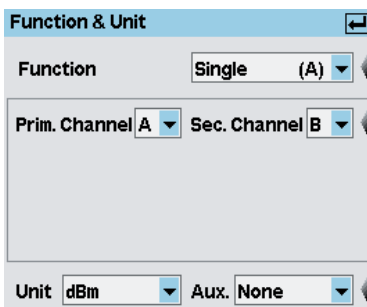 Function & Unit
Function Single (A)
Prim. Channel A Sec. Channel B
Unit dBm Aux. None